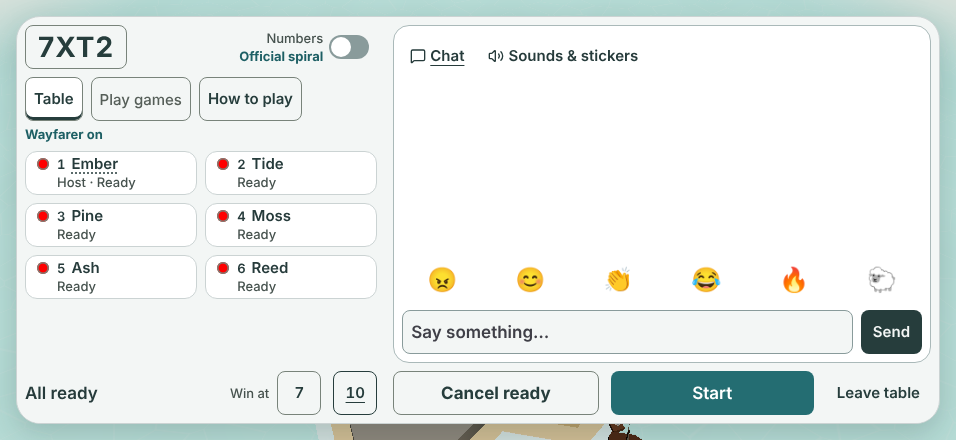 7XT2
Numbers
Official spiral
Table
Play games
How to play
Wayfarer on
1 Ember
Host · Ready
2 Tide
Ready
3 Pine
Ready
4 Moss
Ready
5 Ash
Ready
6 Reed
Ready
All ready
Win at
7
10
Chat
Sounds & stickers
Say something...
Send
Cancel ready
Start
Leave table